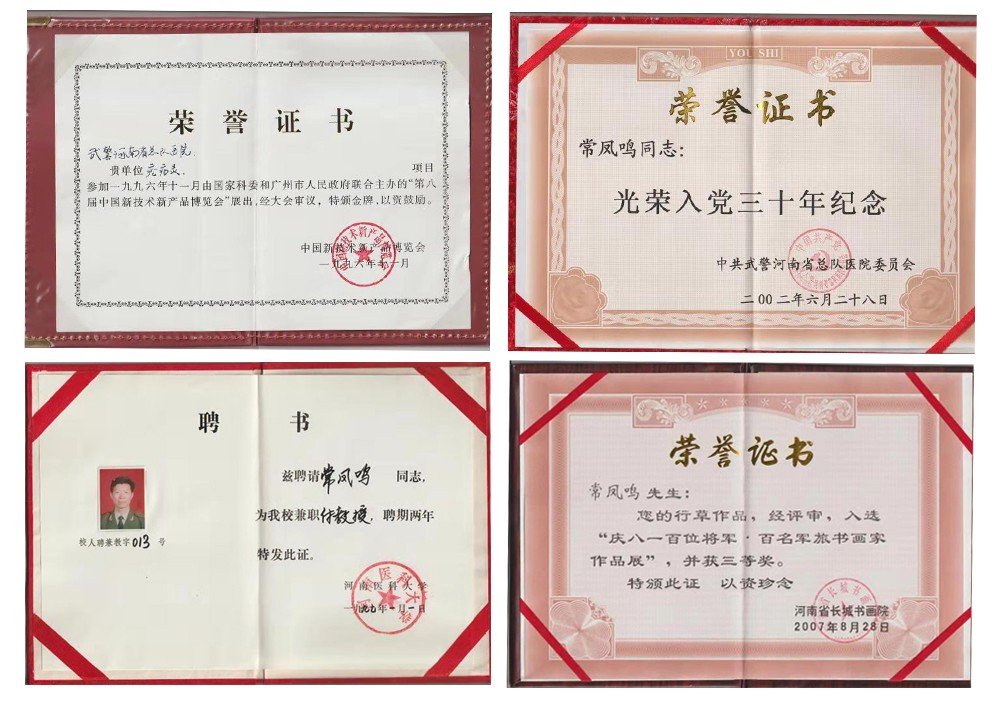 荣誉证书
武警河南省总队医院
贵单位
项目
参加一九九六年十一月由国家科委和广州市人民政府联合主办的“第八
届中国新技术新产品博览会”展出,经大会审议,特颁金牌,以资鼓励。
中国新技术新产品博览会
一九九六年十一月
YOU SHI
荣誉证书
常凤鸣同志:
光荣入党三十年纪念
中共武警河南省总队医院委员会
二00二年六月二十八日
聘书
兹聘请常凤鸣 同志,
为我校兼职付教授,聘期两年
特发此证。
校人聘兼教字013号
河南医科大学
荣誉证书
常凤鸣先生:
您的行草作品,经评审,入选
“庆八一百位将军·百名军旅书画家
作品展”,并获三等奖。
特颁此证 以资珍念
河南省长城书画院
2007年8月28日